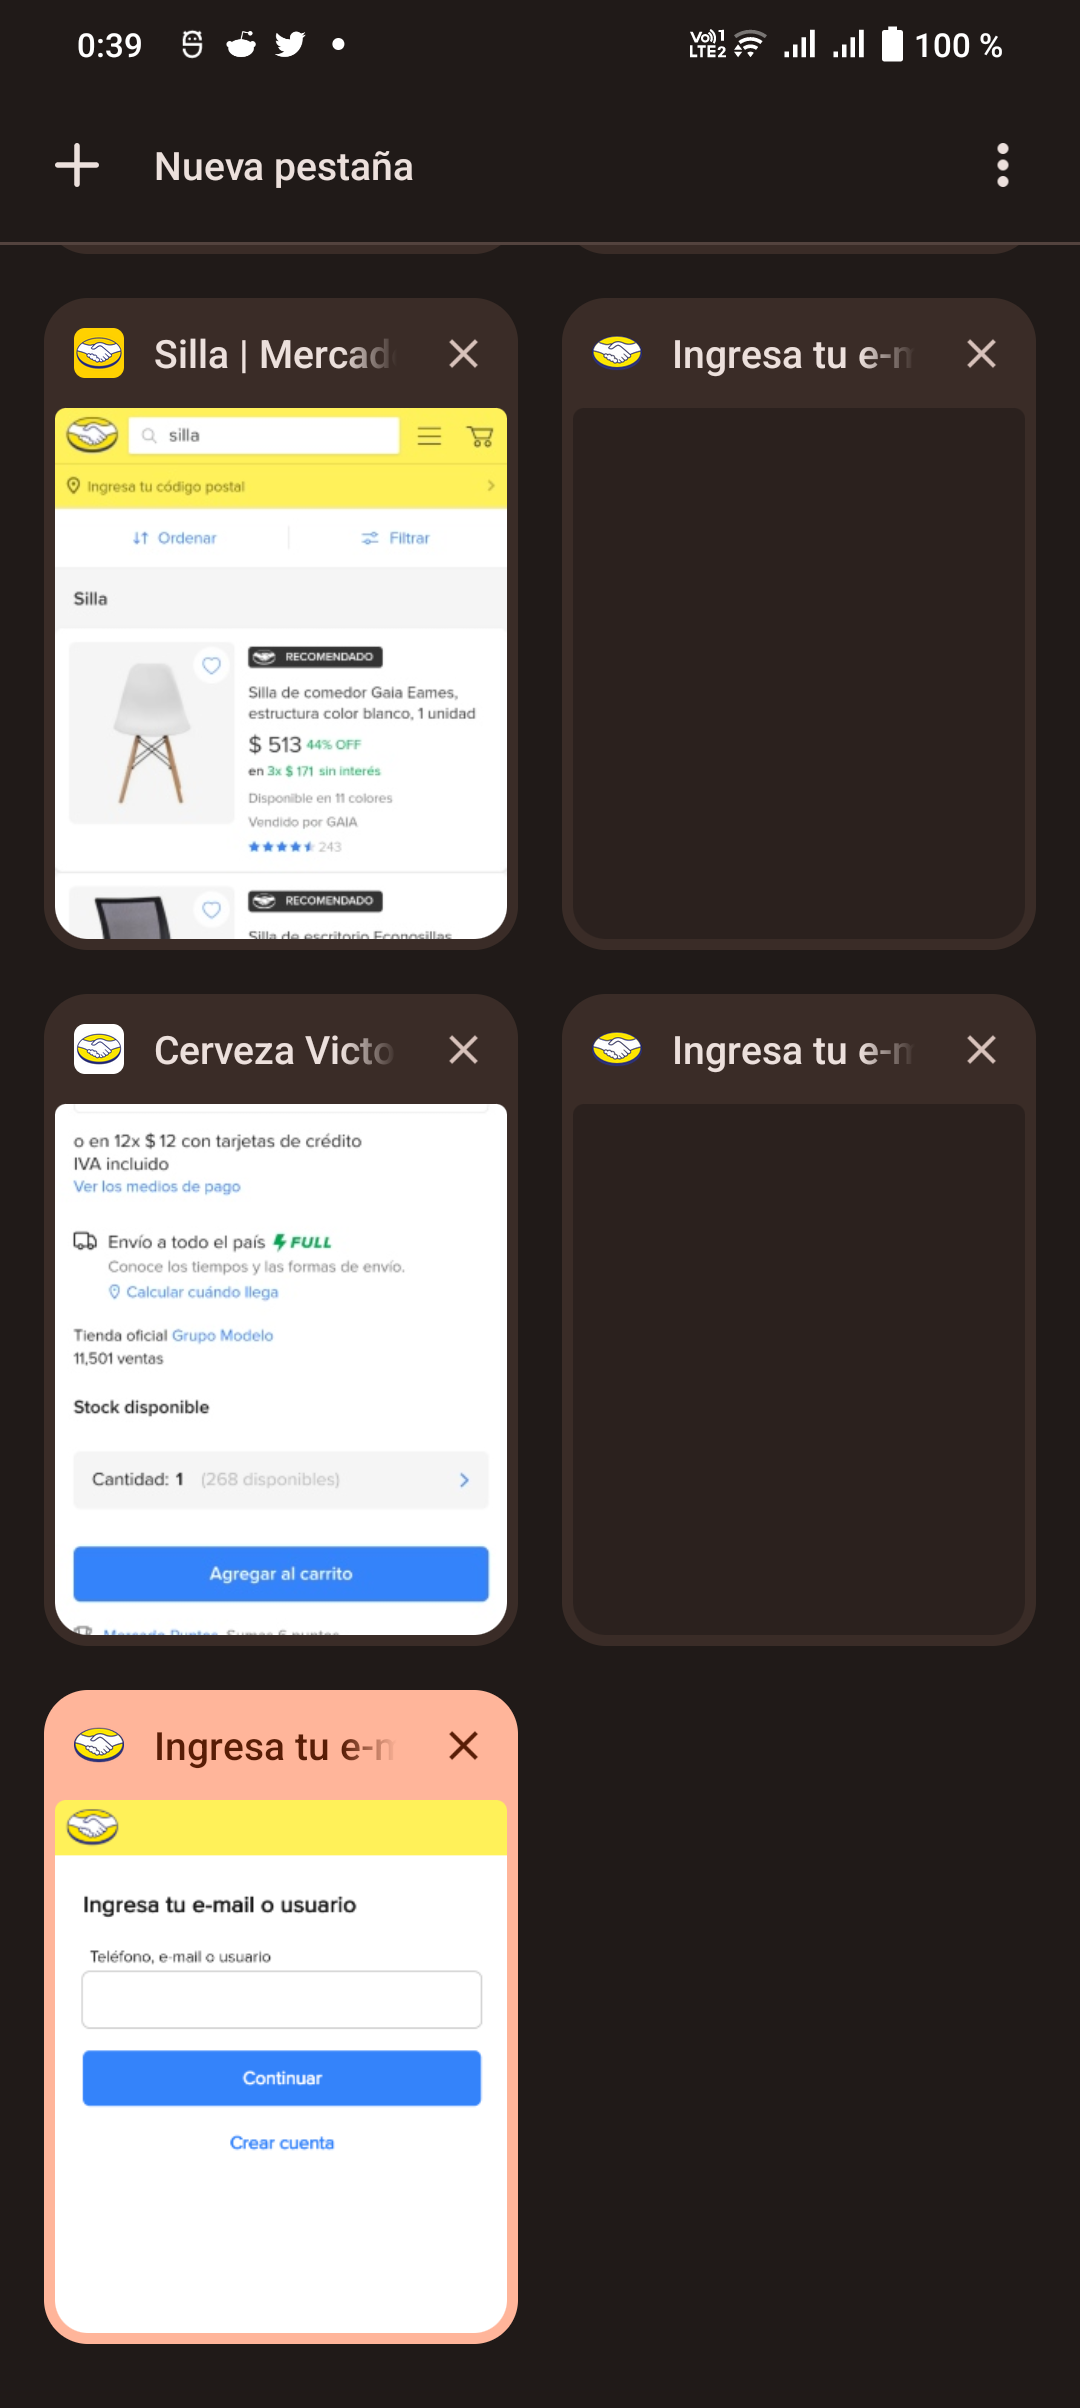 0:39
Vo))1
LTE2
100 %
Nueva pestaña
Silla | Mercad
silla
Ingresa tu código postal
Ordenar
Filtrar
Silla
RECOMENDADO
Silla de comedor Gaia Eames,
estructura color blanco, 1 unidad
$ 513 44% OFF
en 3x $ 171 sin interés
Disponible en 11 colores
Vendido por GAIA
243
RECOMENDADO
Silla de escritorio Econosillas
Ingresa tu e-m
Cerveza Victo
o en 12x $ 12 con tarjetas de crédito
IVA incluido
Ver los medios de pago
Envío a todo el país FULL
Conoce los tiempos y las formas de envío.
Calcular cuándo llega
Tienda oficial Grupo Modelo
11,501 ventas
Stock disponible
Cantidad: 1 (268 disponibles)
Agregar al carrito
Mercado Puntos Sumas 6 puntos
Ingresa tu e-m
Ingresa tu e-m
Ingresa tu e-mail o usuario
Teléfono, e-mail o usuario
Continuar
Crear cuenta